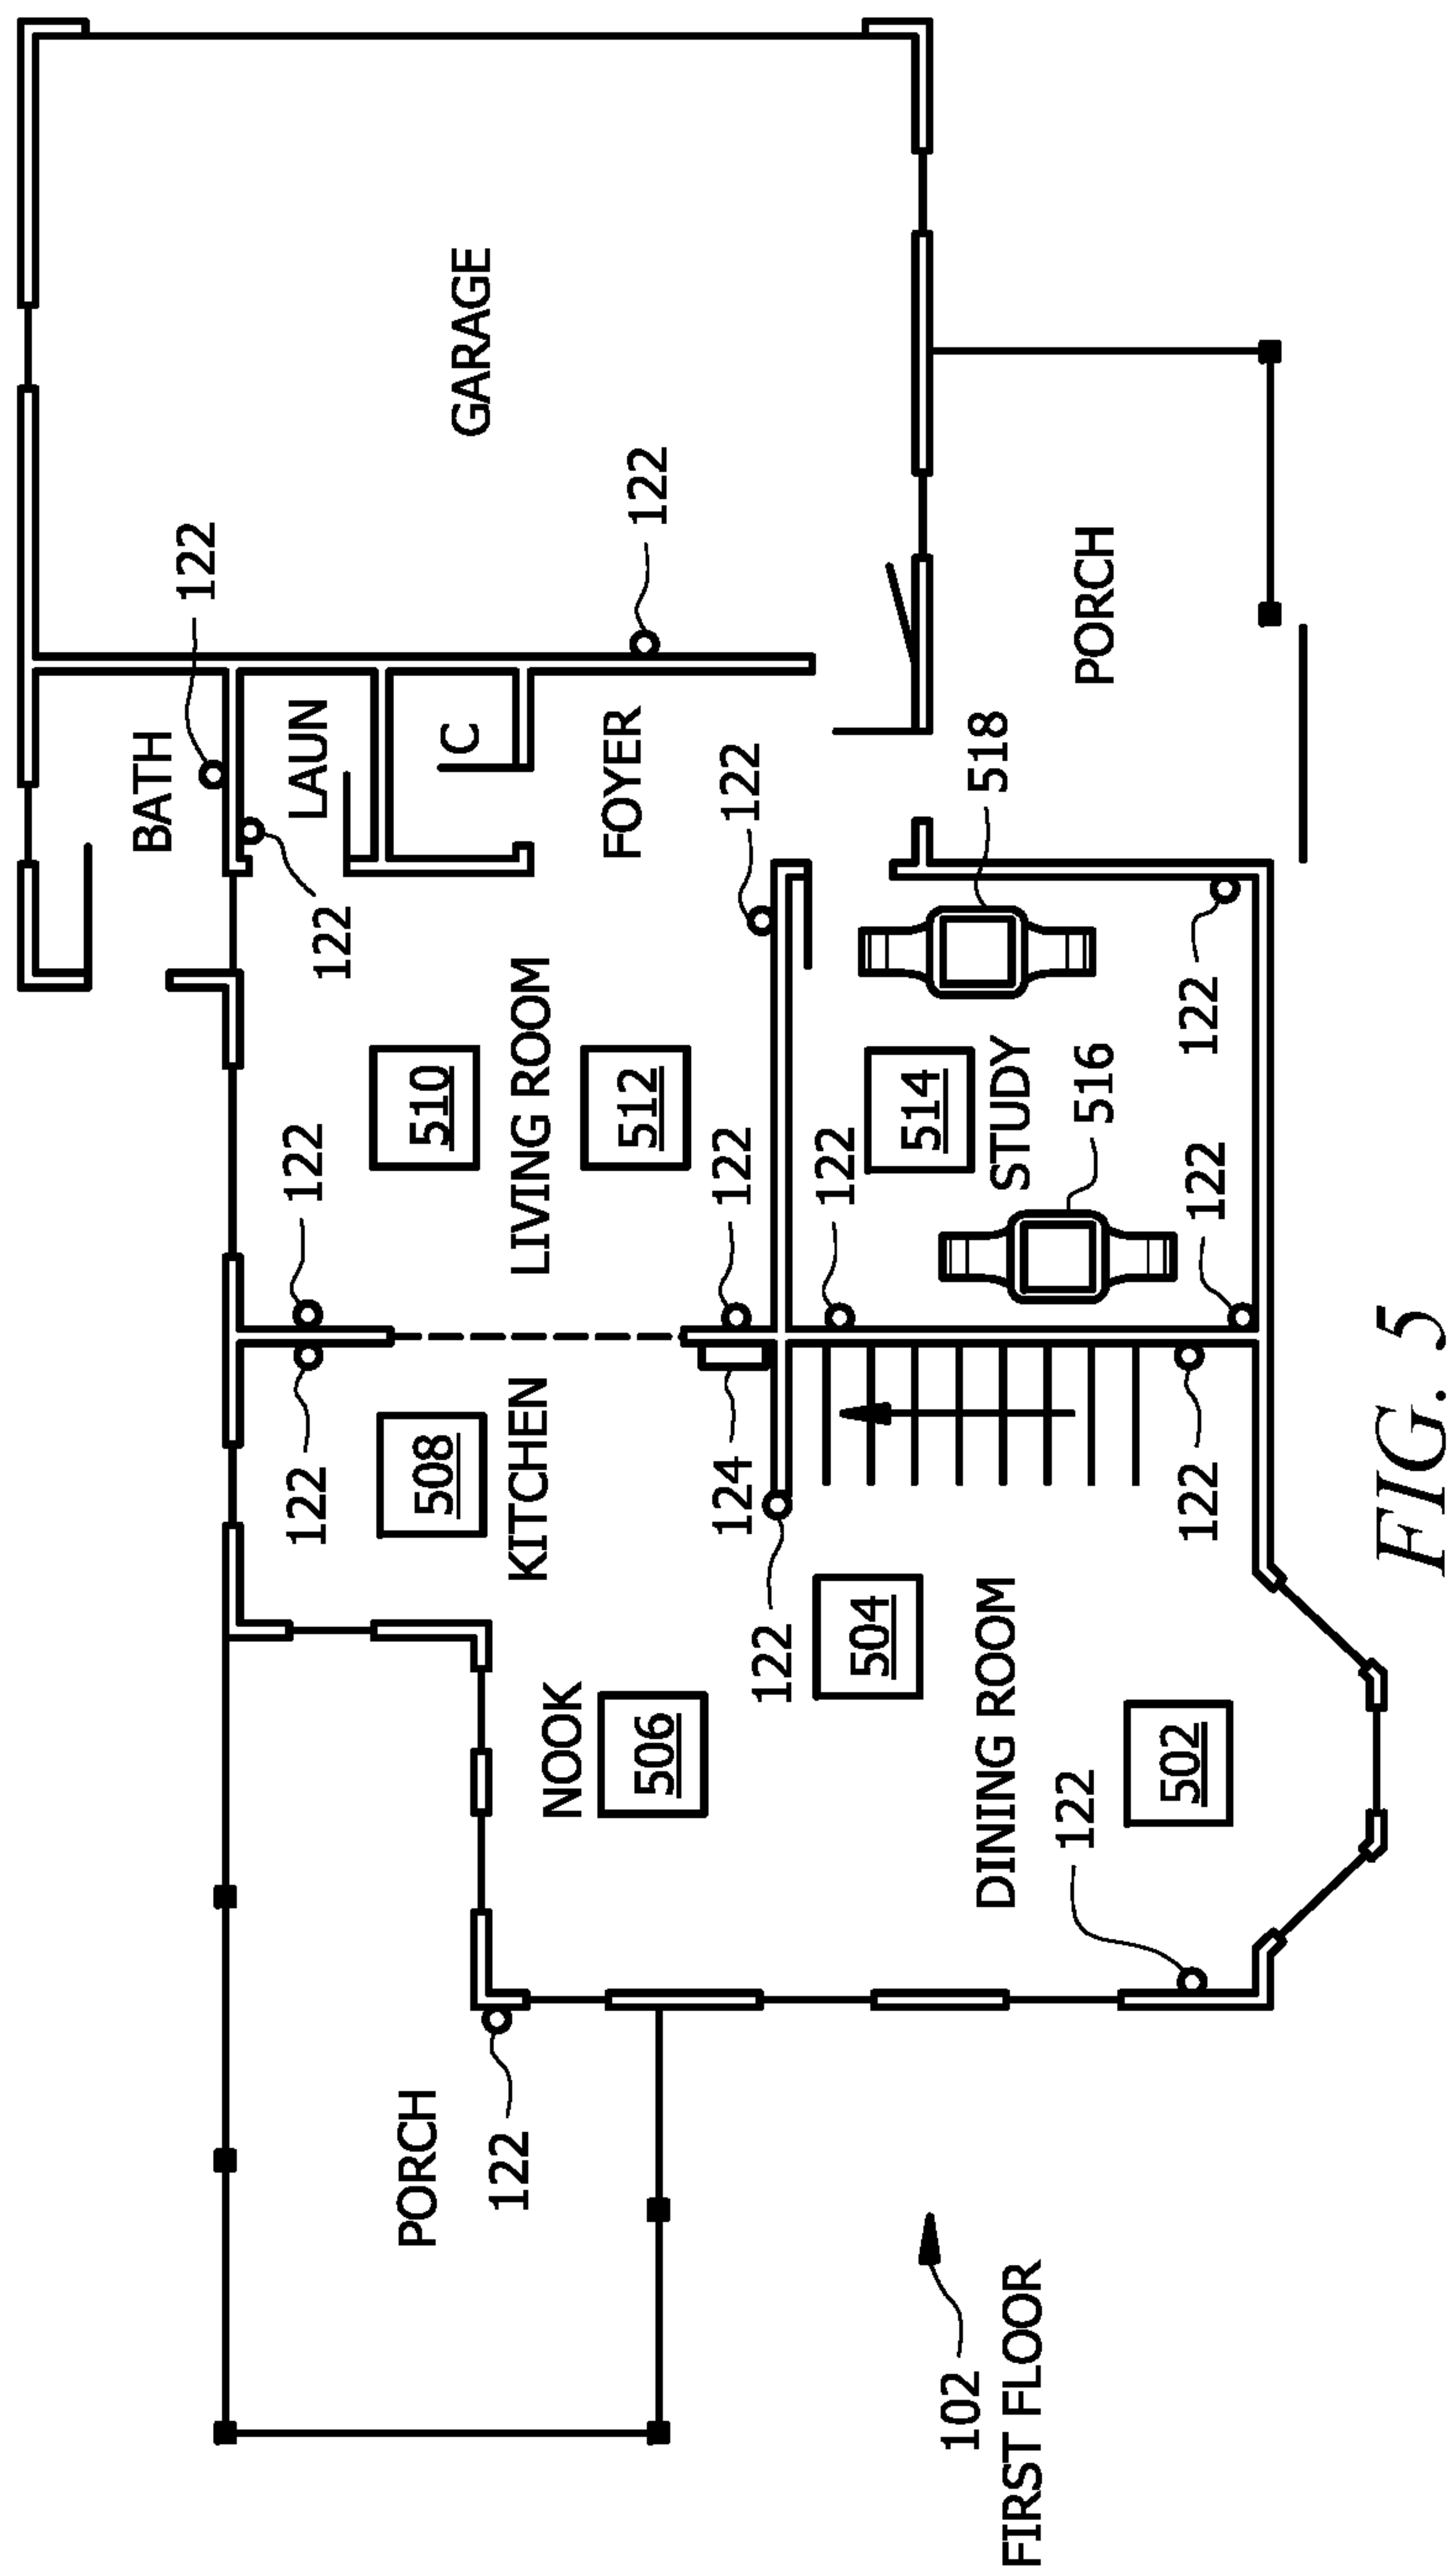 BATH
122
122
122
LAUN
122
PORCH
508
510
C
GARAGE
122
KITCHEN
LIVING ROOM
NOOK
FOYER
122
506
512
124
122
122
122
122
504
514
102
DINING ROOM
STUDY
518
FIRST FLOOR
122
516
PORCH
502
122
122
122
FIG. 5